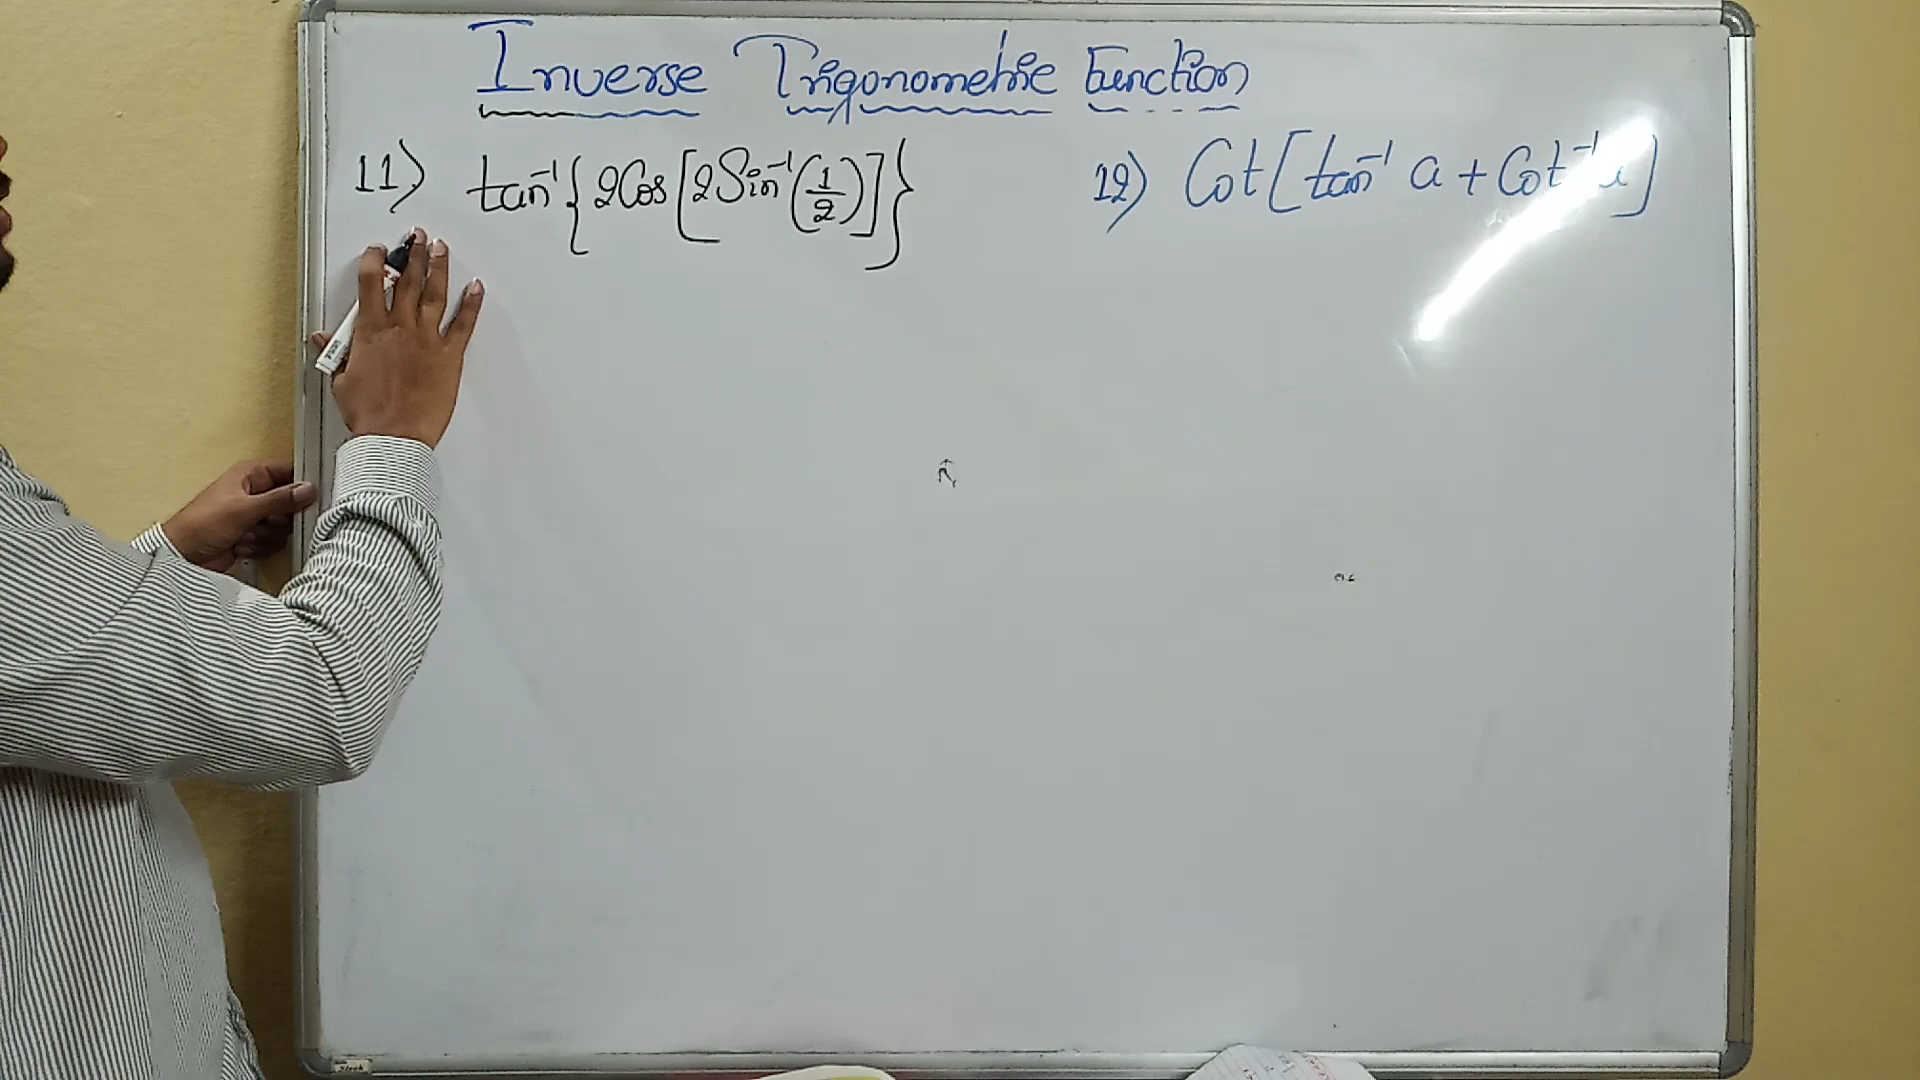 Inverse Trigonometric Function
11) tan⁻¹{2Cos[2Sin⁻¹(1/2)]}
12) Cot[tan⁻¹ a + Cot⁻¹ a]